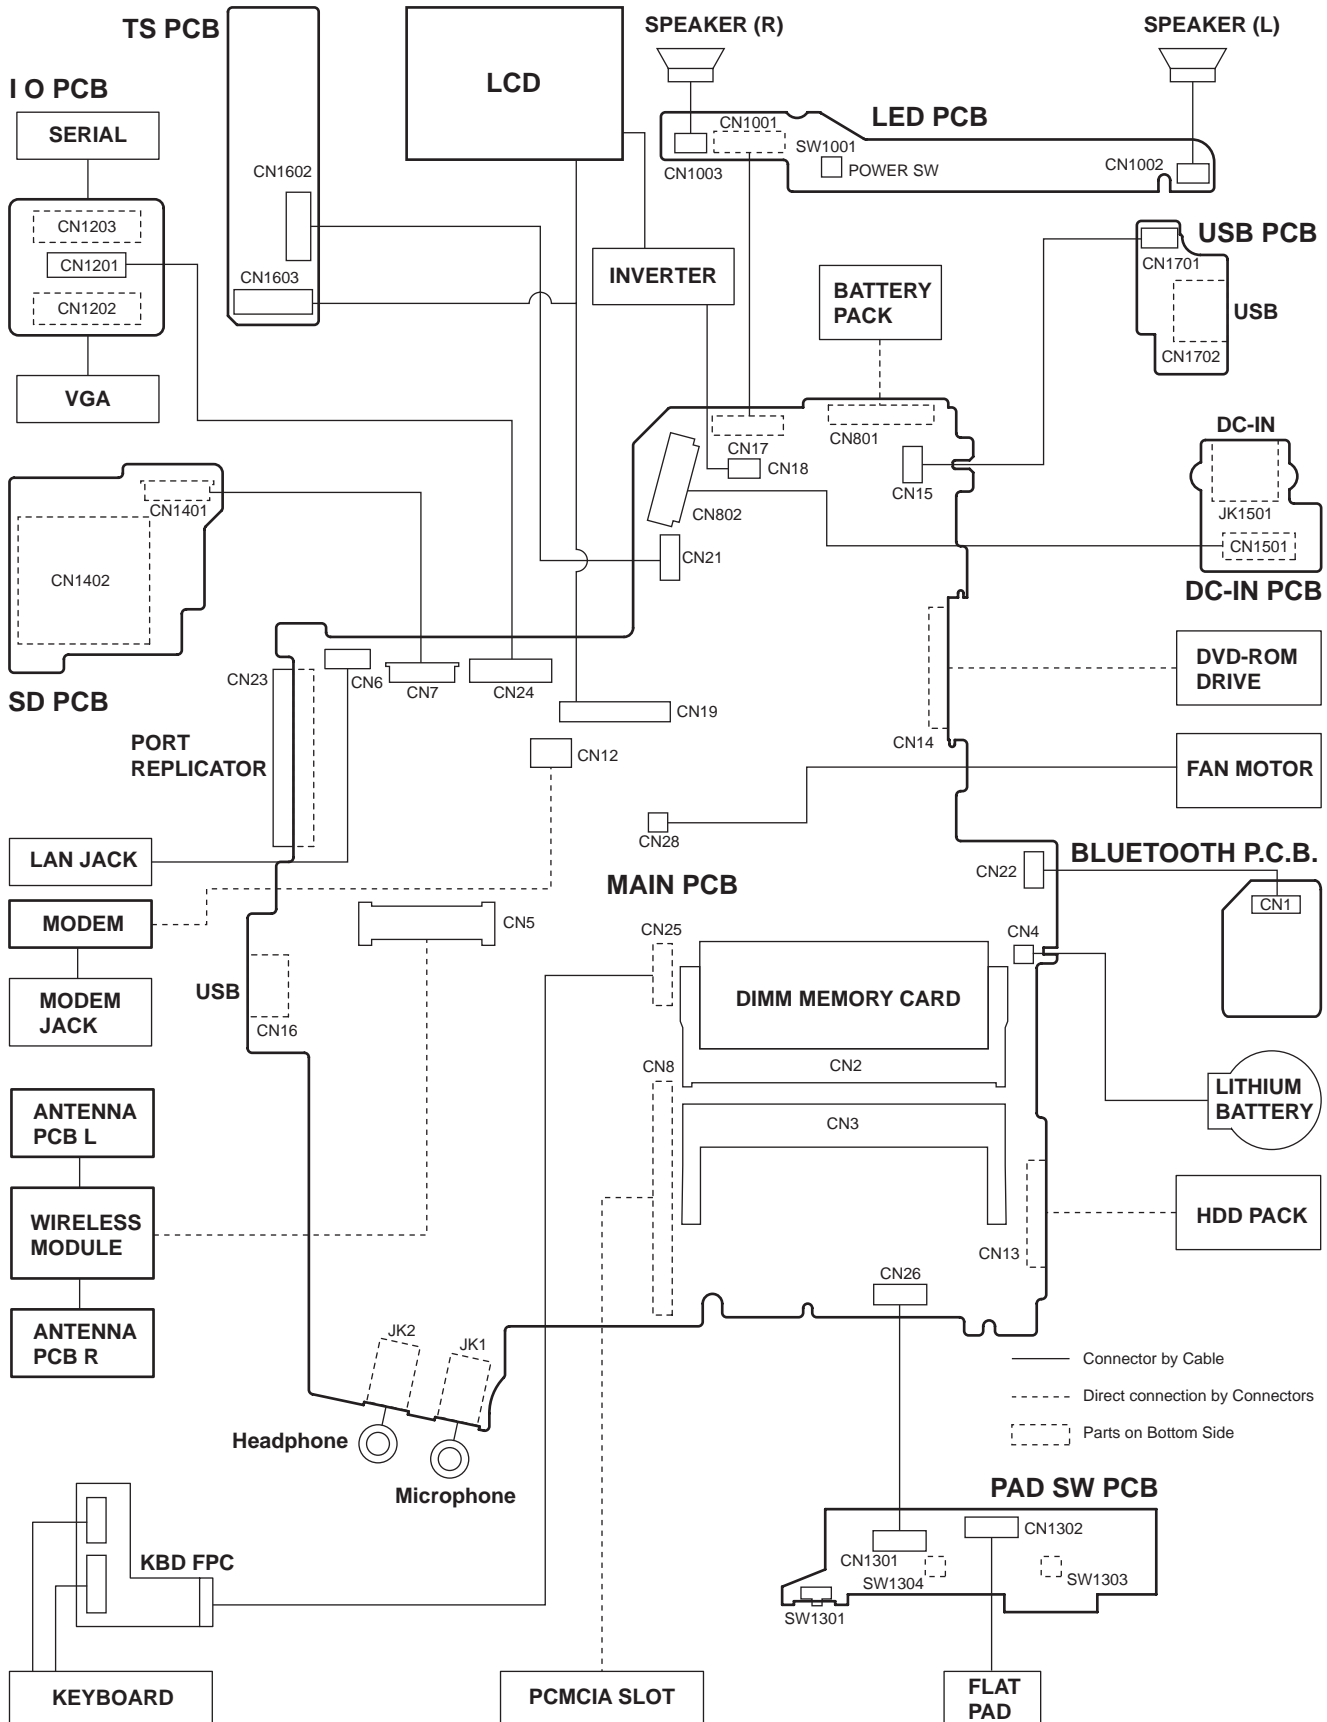 TS PCB
LCD
SPEAKER (R)
SPEAKER (L)
I O PCB
SERIAL
CN1001
LED PCB
SW1001
CN1003
POWER SW
CN1002
CN1602
CN1203
CN1201
CN1202
CN1603
INVERTER
BATTERY
PACK
USB PCB
CN1701
USB
CN1702
VGA
CN17
CN801
CN18
CN15
CN802
DC-IN
JK1501
CN1501
DC-IN PCB
CN1401
CN1402
CN21
SD PCB
CN23
CN6
CN7
CN24
CN19
DVD-ROM
DRIVE
CN14
PORT
REPLICATOR
CN12
FAN MOTOR
CN28
LAN JACK
MAIN PCB
CN22
BLUETOOTH P.C.B.
CN1
MODEM
CN5
CN25
CN4
MODEM
JACK
USB
CN16
DIMM MEMORY CARD
CN8
CN2
LITHIUM
BATTERY
ANTENNA
PCB L
CN3
WIRELESS
MODULE
HDD PACK
CN13
CN26
ANTENNA
PCB R
JK2
JK1
Connector by Cable
Direct connection by Connectors
Parts on Bottom Side
Headphone
Microphone
PAD SW PCB
CN1302
CN1301
SW1304
SW1303
SW1301
KBD FPC
KEYBOARD
PCMCIA SLOT
FLAT
PAD